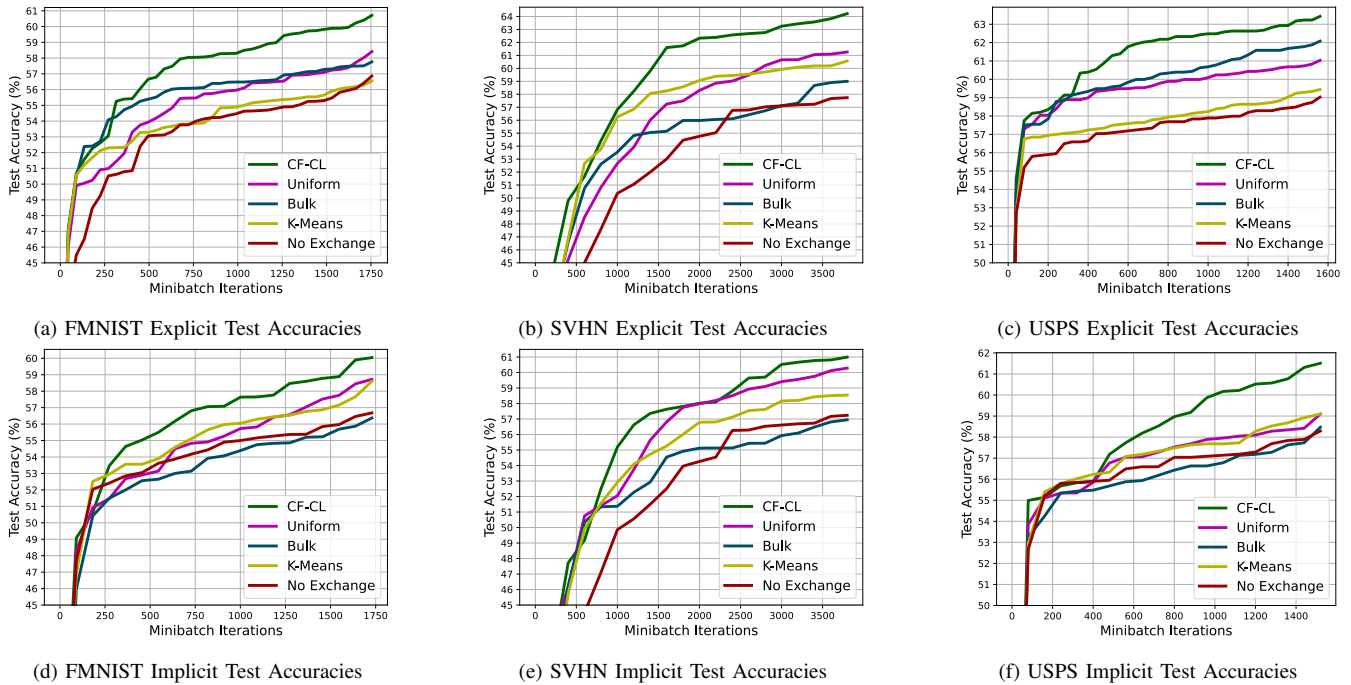 61
60
59
58
57
56
55
54
53
52
51
50
49
48
47
46
45
Test Accuracy (%)
CF-CL
Uniform
Bulk
K-Means
No Exchange
0 250 500 750 1000 1250 1500 1750
Minibatch Iterations
(a) FMNIST Explicit Test Accuracies
64
63
62
61
60
59
58
57
56
55
54
53
52
51
50
49
48
47
46
45
Test Accuracy (%)
CF-CL
Uniform
Bulk
K-Means
No Exchange
0 500 1000 1500 2000 2500 3000 3500
Minibatch Iterations
(b) SVHN Explicit Test Accuracies
63
62
61
60
59
58
57
56
55
54
53
52
51
50
Test Accuracy (%)
CF-CL
Uniform
Bulk
K-Means
No Exchange
0 200 400 600 800 1000 1200 1400 1600
Minibatch Iterations
(c) USPS Explicit Test Accuracies
60
59
58
57
56
55
54
53
52
51
50
49
48
47
46
45
Test Accuracy (%)
CF-CL
Uniform
Bulk
K-Means
No Exchange
0 250 500 750 1000 1250 1500 1750
Minibatch Iterations
(d) FMNIST Implicit Test Accuracies
61
60
59
58
57
56
55
54
53
52
51
50
49
48
47
46
45
Test Accuracy (%)
CF-CL
Uniform
Bulk
K-Means
No Exchange
0 500 1000 1500 2000 2500 3000 3500
Minibatch Iterations
(e) SVHN Implicit Test Accuracies
62
61
60
59
58
57
56
55
54
53
52
51
50
Test Accuracy (%)
CF-CL
Uniform
Bulk
K-Means
No Exchange
0 200 400 600 800 1000 1200 1400
Minibatch Iterations
(f) USPS Implicit Test Accuracies